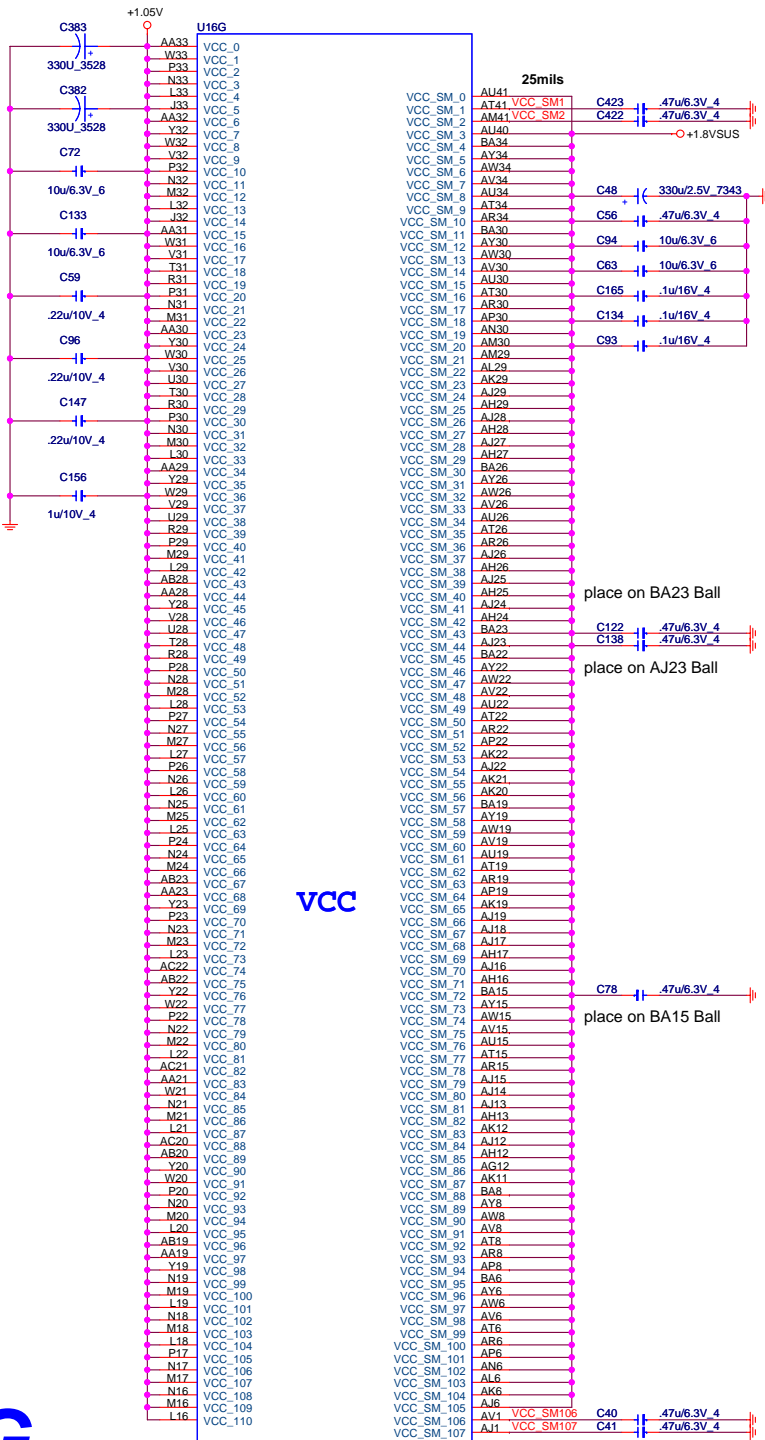 +1.05V
C383
330U_3528
C382
330U_3528
C72
10u/6.3V_6
C133
10u/6.3V_6
C59
.22u/10V_4
C96
.22u/10V_4
C147
.22u/10V_4
C156
1u/10V_4
U16G
AA33 VCC_0
W33 VCC_1
P33 VCC_2
N33 VCC_3
L33 VCC_4
J33 VCC_5
AA32 VCC_6
Y32 VCC_7
W32 VCC_8
V32 VCC_9
P32 VCC_10
N32 VCC_11
M32 VCC_12
L32 VCC_13
J32 VCC_14
AA31 VCC_15
W31 VCC_16
V31 VCC_17
T31 VCC_18
R31 VCC_19
P31 VCC_20
N31 VCC_21
M31 VCC_22
AA30 VCC_23
Y30 VCC_24
W30 VCC_25
V30 VCC_26
U30 VCC_27
T30 VCC_28
R30 VCC_29
P30 VCC_30
N30 VCC_31
M30 VCC_32
L30 VCC_33
AA29 VCC_34
Y29 VCC_35
W29 VCC_36
V29 VCC_37
U29 VCC_38
R29 VCC_39
P29 VCC_40
M29 VCC_41
L29 VCC_42
AB28 VCC_43
AA28 VCC_44
Y28 VCC_45
V28 VCC_46
U28 VCC_47
T28 VCC_48
R28 VCC_49
P28 VCC_50
N28 VCC_51
M28 VCC_52
L28 VCC_53
P27 VCC_54
N27 VCC_55
M27 VCC_56
L27 VCC_57
P26 VCC_58
N26 VCC_59
L26 VCC_60
N25 VCC_61
M25 VCC_62
L25 VCC_63
P24 VCC_64
N24 VCC_65
M24 VCC_66
AB23 VCC_67
AA23 VCC_68
Y23 VCC_69
P23 VCC_70
N23 VCC_71
M23 VCC_72
L23 VCC_73
AC22 VCC_74
AB22 VCC_75
Y22 VCC_76
W22 VCC_77
P22 VCC_78
N22 VCC_79
M22 VCC_80
L22 VCC_81
AC21 VCC_82
AA21 VCC_83
W21 VCC_84
N21 VCC_85
M21 VCC_86
L21 VCC_87
AC20 VCC_88
AB20 VCC_89
Y20 VCC_90
W20 VCC_91
P20 VCC_92
N20 VCC_93
M20 VCC_94
L20 VCC_95
AB19 VCC_96
AA19 VCC_97
Y19 VCC_98
N19 VCC_99
M19 VCC_100
L19 VCC_101
N18 VCC_102
M18 VCC_103
L18 VCC_104
P17 VCC_105
N17 VCC_106
M17 VCC_107
N16 VCC_108
M16 VCC_109
L16 VCC_110
VCC
25mils
VCC_SM_0 AU41
VCC_SM_1 AT41 VCC_SM1 C423 .47u/6.3V_4
VCC_SM_2 AM41 VCC_SM2 C422 .47u/6.3V_4
VCC_SM_3 AU40 +1.8VSUS
VCC_SM_4 BA34
VCC_SM_5 AY34
VCC_SM_6 AW34
VCC_SM_7 AV34
VCC_SM_8 AU34 C48 + 330u/2.5V_7343
VCC_SM_9 AT34
VCC_SM_10 AR34 C56 .47u/6.3V_4
VCC_SM_11 BA30
VCC_SM_12 AY30 C94 10u/6.3V_6
VCC_SM_13 AW30
VCC_SM_14 AV30 C63 10u/6.3V_6
VCC_SM_15 AU30
VCC_SM_16 AT30 C165 .1u/16V_4
VCC_SM_17 AR30
VCC_SM_18 AP30 C134 .1u/16V_4
VCC_SM_19 AN30
VCC_SM_20 AM30 C93 .1u/16V_4
VCC_SM_21 AM29
VCC_SM_22 AL29
VCC_SM_23 AK29
VCC_SM_24 AJ29
VCC_SM_25 AH29
VCC_SM_26 AJ28
VCC_SM_27 AH28
VCC_SM_28 AJ27
VCC_SM_29 AH27
VCC_SM_30 BA26
VCC_SM_31 AY26
VCC_SM_32 AW26
VCC_SM_33 AV26
VCC_SM_34 AU26
VCC_SM_35 AT26
VCC_SM_36 AR26
VCC_SM_37 AJ26
VCC_SM_38 AH26
VCC_SM_39 AJ25
VCC_SM_40 AH25
place on BA23 Ball
VCC_SM_41 AJ24
VCC_SM_42 AH24
VCC_SM_43 BA23 C122 .47u/6.3V_4
VCC_SM_44 AJ23 C138 .47u/6.3V_4
VCC_SM_45 BA22
VCC_SM_46 AY22
place on AJ23 Ball
VCC_SM_47 AW22
VCC_SM_48 AV22
VCC_SM_49 AU22
VCC_SM_50 AT22
VCC_SM_51 AR22
VCC_SM_52 AP22
VCC_SM_53 AK22
VCC_SM_54 AJ22
VCC_SM_55 AK21
VCC_SM_56 AK20
VCC_SM_57 BA19
VCC_SM_58 AY19
VCC_SM_59 AW19
VCC_SM_60 AV19
VCC_SM_61 AU19
VCC_SM_62 AT19
VCC_SM_63 AR19
VCC_SM_64 AP19
VCC_SM_65 AK19
VCC_SM_66 AJ19
VCC_SM_67 AJ18
VCC_SM_68 AJ17
VCC_SM_69 AH17
VCC_SM_70 AJ16
VCC_SM_71 AH16
VCC_SM_72 BA15 C78 .47u/6.3V_4
VCC_SM_73 AY15
VCC_SM_74 AW15
place on BA15 Ball
VCC_SM_75 AV15
VCC_SM_76 AU15
VCC_SM_77 AT15
VCC_SM_78 AR15
VCC_SM_79 AJ15
VCC_SM_80 AJ14
VCC_SM_81 AJ13
VCC_SM_82 AH13
VCC_SM_83 AK12
VCC_SM_84 AJ12
VCC_SM_85 AH12
VCC_SM_86 AG12
VCC_SM_87 AK11
VCC_SM_88 BA8
VCC_SM_89 AY8
VCC_SM_90 AW8
VCC_SM_91 AV8
VCC_SM_92 AT8
VCC_SM_93 AR8
VCC_SM_94 AP8
VCC_SM_95 BA6
VCC_SM_96 AY6
VCC_SM_97 AW6
VCC_SM_98 AV6
VCC_SM_99 AT6
VCC_SM_100 AR6
VCC_SM_101 AP6
VCC_SM_102 AN6
VCC_SM_103 AL6
VCC_SM_104 AK6
VCC_SM_105 AJ6
VCC_SM_106 AV1 VCC_SM106 C40 .47u/6.3V_4
VCC_SM_107 AJ1 VCC_SM107 C41 .47u/6.3V_4